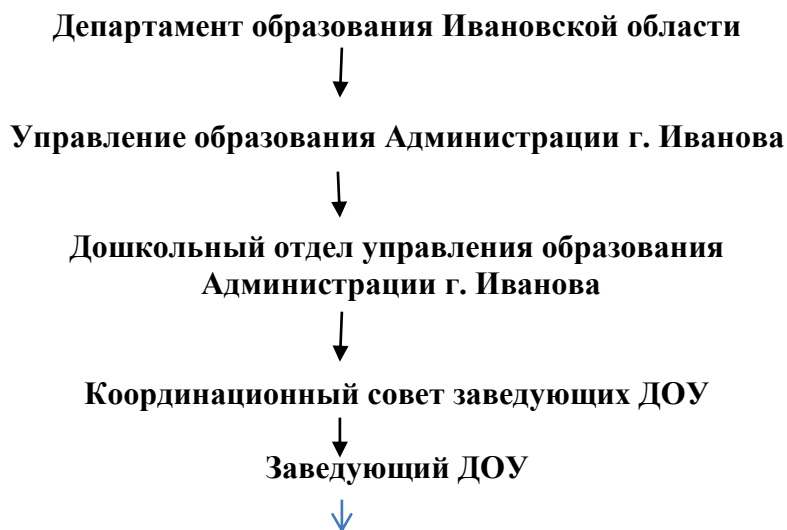 Департамент образования Ивановской области
Управление образования Администрации г. Иванова
Дошкольный отдел управления образования
Администрации г. Иванова
Координационный совет заведующих ДОУ
Заведующий ДОУ